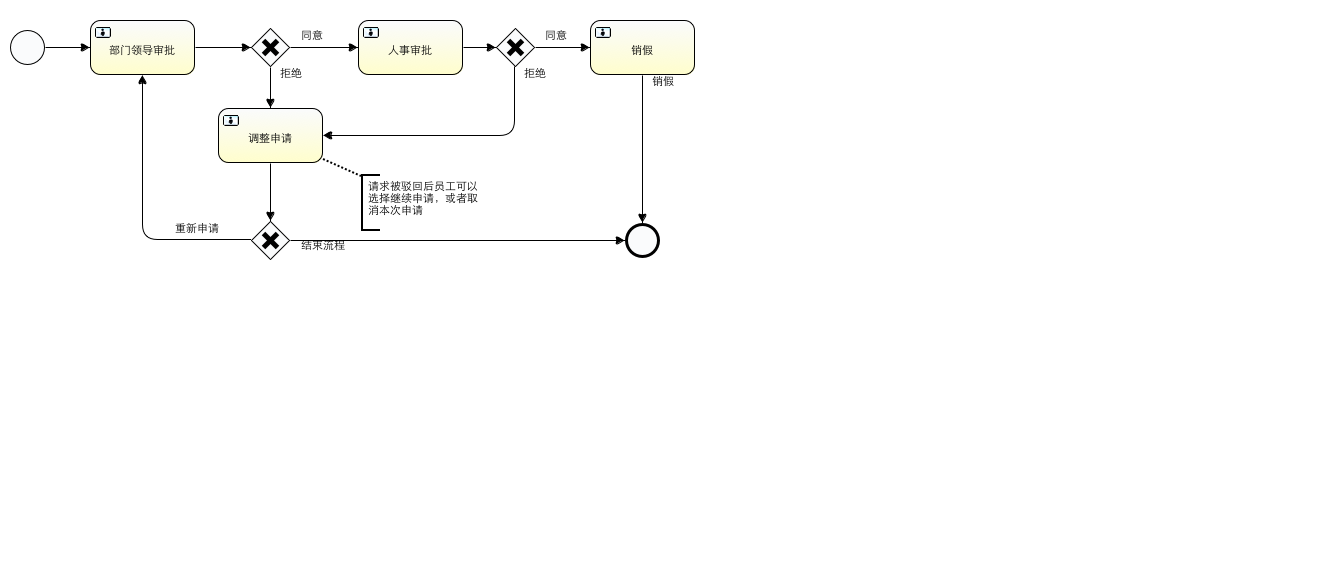 部门领导审批
同意
人事审批
同意
销假
拒绝
拒绝
销假
调整申请
请求被驳回后员工可以
选择继续申请，或者取
消本次申请
重新申请
结束流程